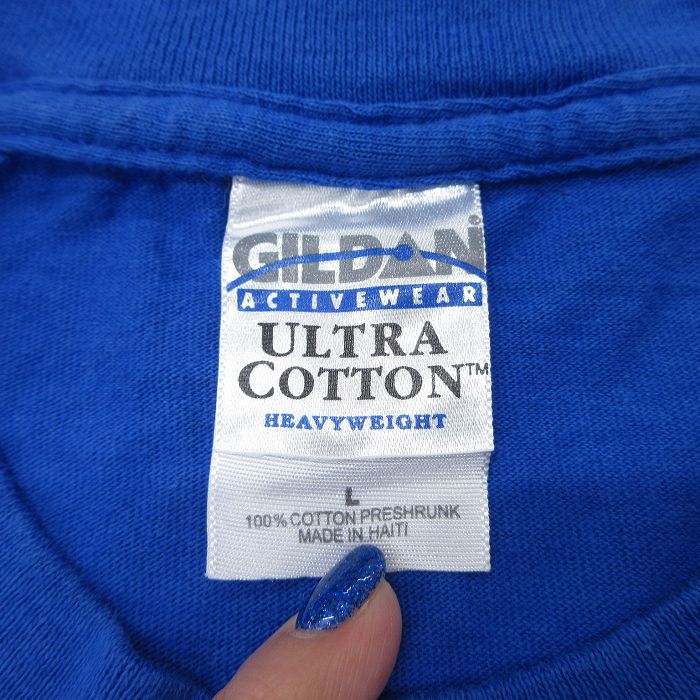 GILDAN®
ACTIVEWEAR
ULTRA
COTTON™
HEAVYWEIGHT
L
100% COTTON PRESHRUNK
MADE IN HAITI